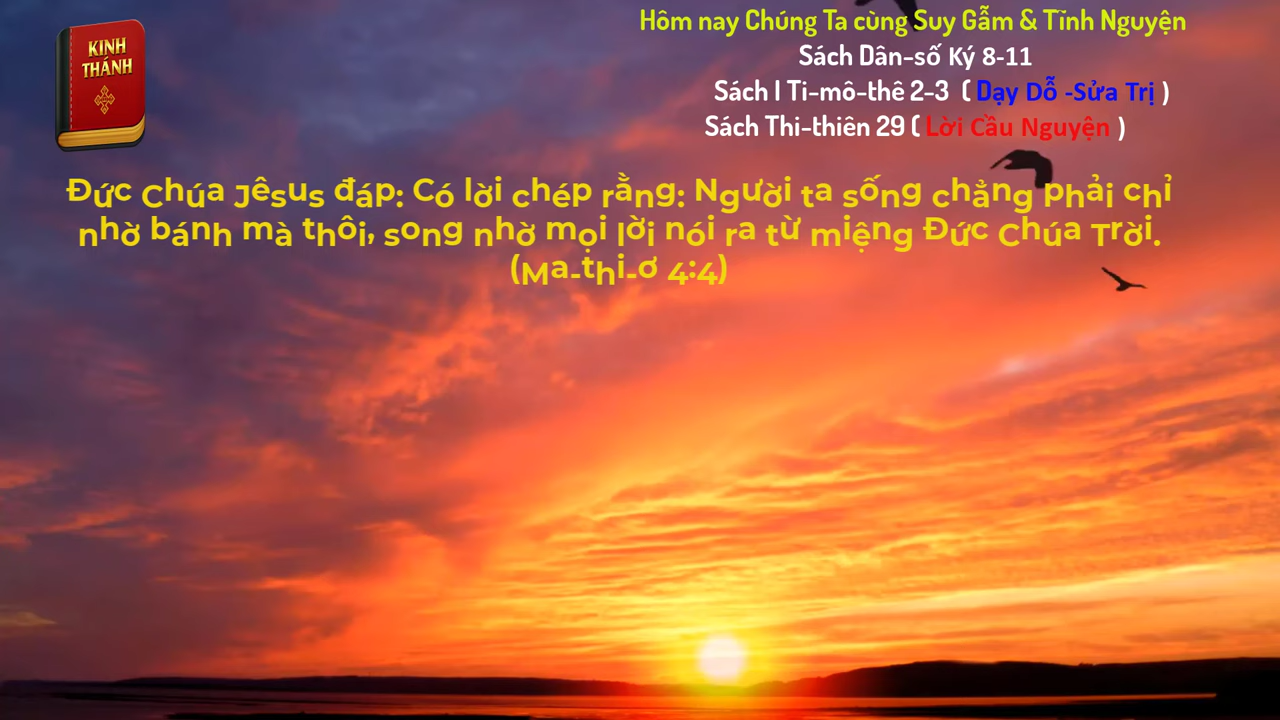 KINH
THÁNH
Hôm nay Chúng Ta cùng Suy Gẫm & Tĩnh Nguyện
Sách Dân-số Ký 8-11
Sách I Ti-mô-thê 2-3 ( Dạy Dỗ -Sửa Trị )
Sách Thi-thiên 29 ( Lời Cầu Nguyện )
Đức Chúa Jêsus đáp: Có lời chép rằng: Người ta sống chẳng phải chỉ
nhờ bánh mà thôi, song nhờ mọi lời nói ra từ miệng Đức Chúa Trời.
(Ma-thi-ơ 4:4)